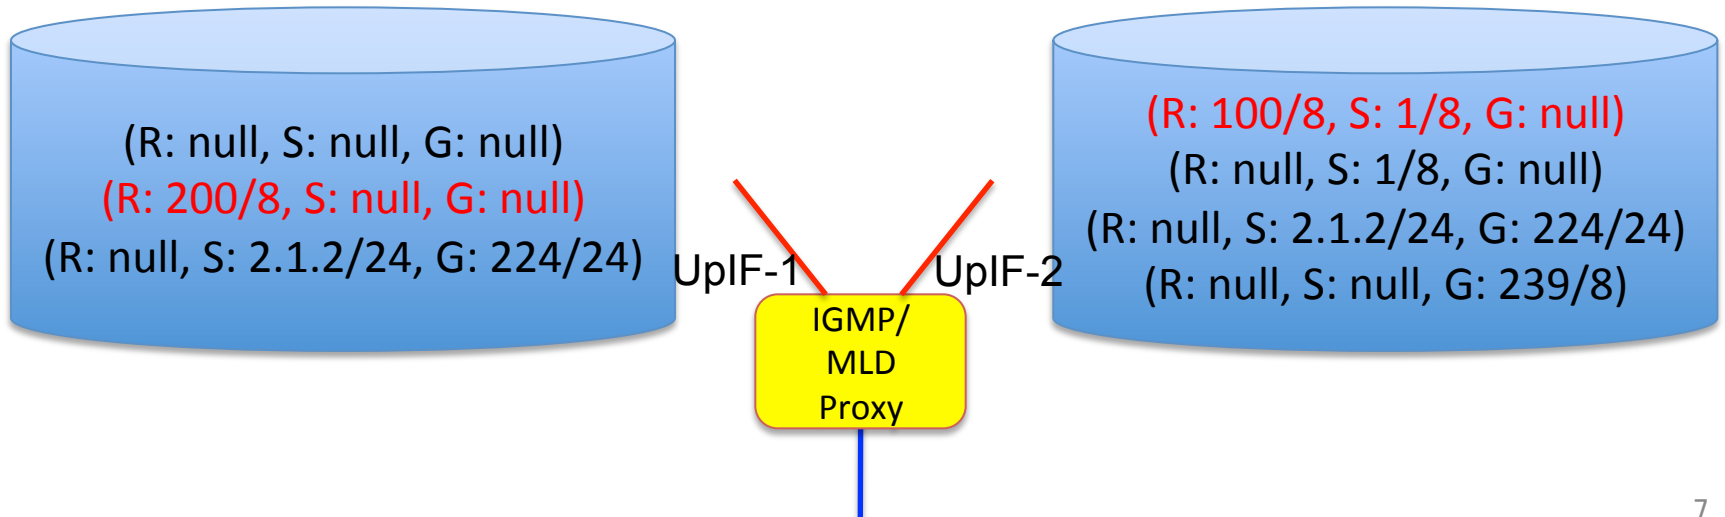 (R: null, S: null, G: null)
(R: 200/8, S: null, G: null)
(R: null, S: 2.1.2/24, G: 224/24)
(R: 100/8, S: 1/8, G: null)
(R: null, S: 1/8, G: null)
(R: null, S: 2.1.2/24, G: 224/24)
(R: null, S: null, G: 239/8)
UpIF-1
UpIF-2
IGMP/
MLD
Proxy
7